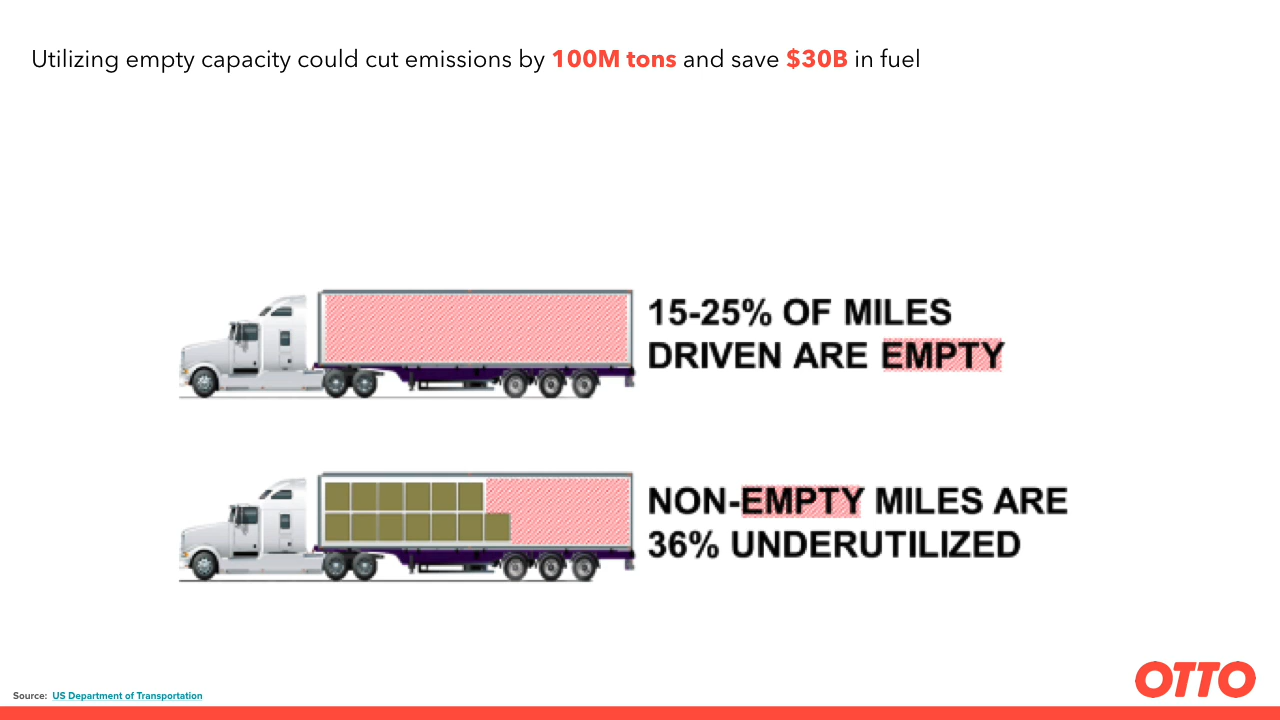 Utilizing empty capacity could cut emissions by 100M tons and save $30B in fuel
15-25% OF MILES
DRIVEN ARE EMPTY
NON-EMPTY MILES ARE
36% UNDERUTILIZED
Source: US Department of Transportation
OTTO